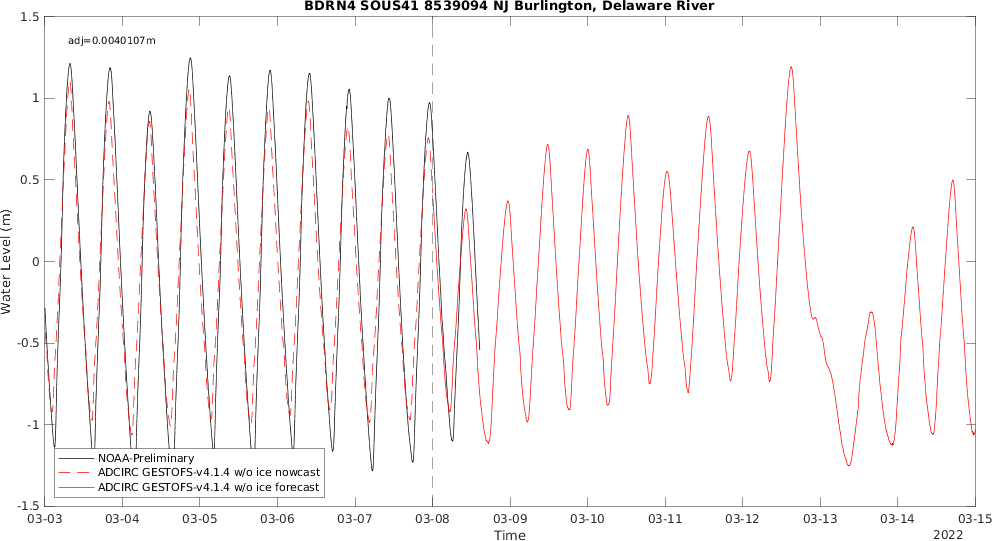 BDRN4 SOUS41 8539094 NJ Burlington, Delaware River
1.5
adj=0.0040107m
1
0.5
0
-0.5
-1
-1.5
Water Level (m)
NOAA-Preliminary
ADCIRC GESTOFS-v4.1.4 w/o ice nowcast
ADCIRC GESTOFS-v4.1.4 w/o ice forecast
03-03 03-04 03-05 03-06 03-07 03-08 03-09 03-10 03-11 03-12 03-13 03-14 03-15
Time
2022